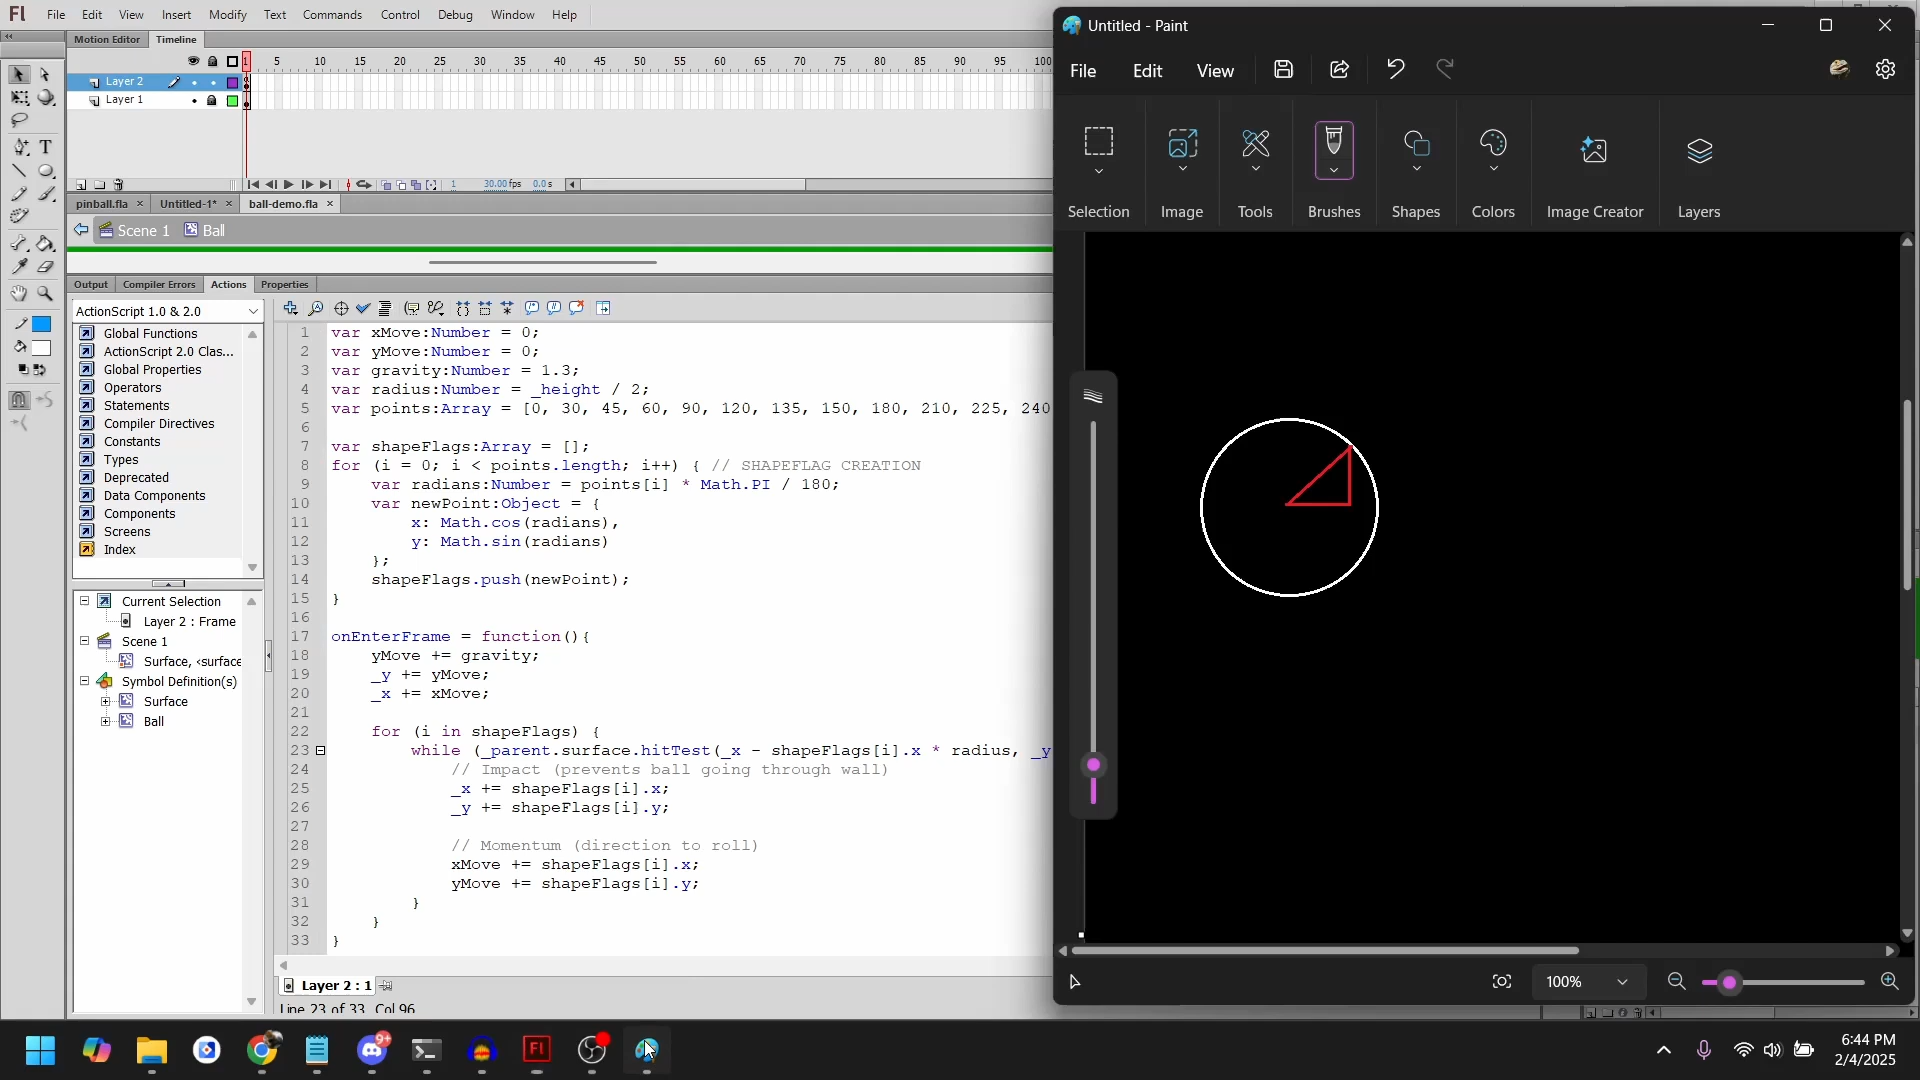 Fl File Edit View Insert Modify Text Commands Control Debug Window Help
Motion Editor Timeline
1 5 10 15 20 25 30 35 40 45 50 55 60 65 70 75 80 85 90 95 100
Layer 2
Layer 1
1 30.00 fps 0.0 s
pinball.fla × Untitled-1* × ball-demo.fla ×
Scene 1 Ball
Output Compiler Errors Actions Properties
ActionScript 1.0 & 2.0
Global Functions
ActionScript 2.0 Clas...
Global Properties
Operators
Statements
Compiler Directives
Constants
Types
Deprecated
Data Components
Components
Screens
Index
Current Selection
Layer 2 : Frame
Scene 1
Surface, <surface
Symbol Definition(s)
Surface
Ball
1 var xMove:Number = 0;
2 var yMove:Number = 0;
3 var gravity:Number = 1.3;
4 var radius:Number = _height / 2;
5 var points:Array = [0, 30, 45, 60, 90, 120, 135, 150, 180, 210, 225, 240
6
7 var shapeFlags:Array = [];
8 for (i = 0; i < points.length; i++) { // SHAPEFLAG CREATION
9 var radians:Number = points[i] * Math.PI / 180;
10 var newPoint:Object = {
11 x: Math.cos(radians),
12 y: Math.sin(radians)
13 };
14 shapeFlags.push(newPoint);
15 }
16
17 onEnterFrame = function(){
18 yMove += gravity;
19 _y += yMove;
20 _x += xMove;
21
22 for (i in shapeFlags) {
23 while (_parent.surface.hitTest(_x - shapeFlags[i].x * radius, _y
24 // Impact (prevents ball going through wall)
25 _x += shapeFlags[i].x;
26 _y += shapeFlags[i].y;
27
28 // Momentum (direction to roll)
29 xMove += shapeFlags[i].x;
30 yMove += shapeFlags[i].y;
31 }
32 }
33 }
Layer 2 : 1
Line 23 of 33, Col 96
Untitled - Paint
File Edit View
Selection Image Tools Brushes Shapes Colors Image Creator Layers
100%
9+
Fl
6:44 PM
2/4/2025